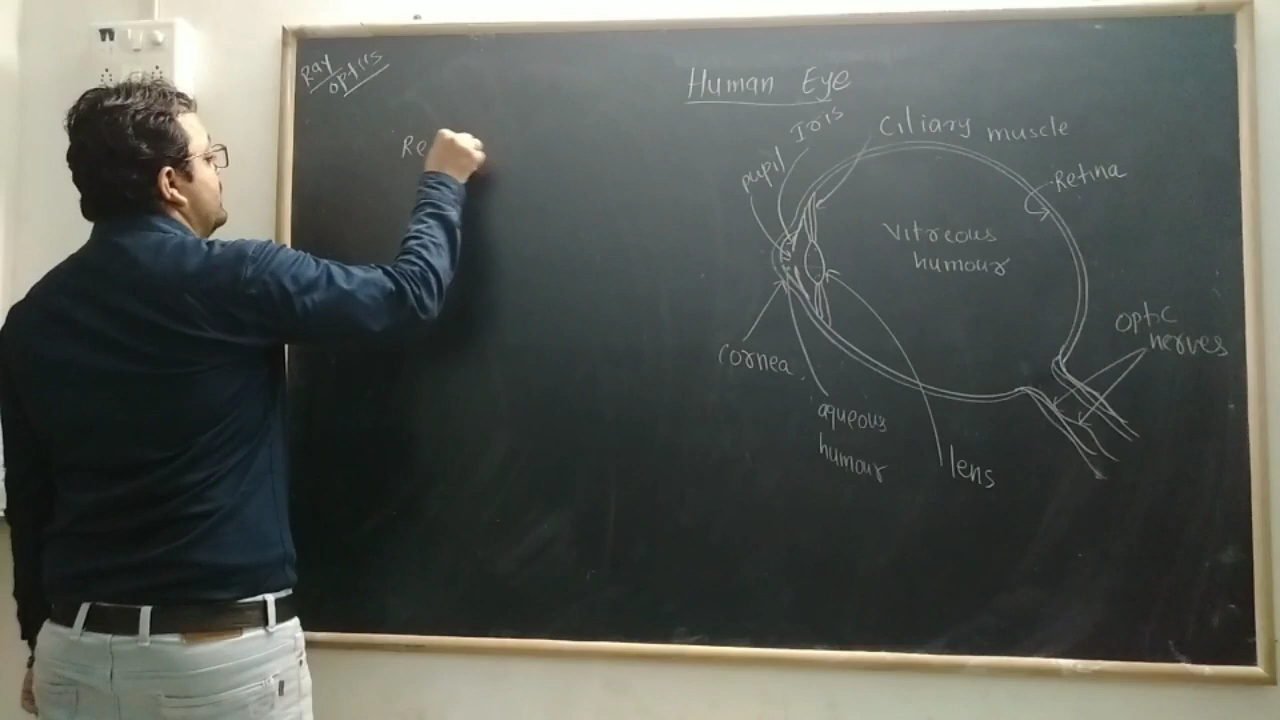 Ray
optics
Human Eye
Re
Iris
Ciliary muscle
pupil
Retina
Vitreous
humour
optic
nerves
Cornea
aqueous
humour
lens